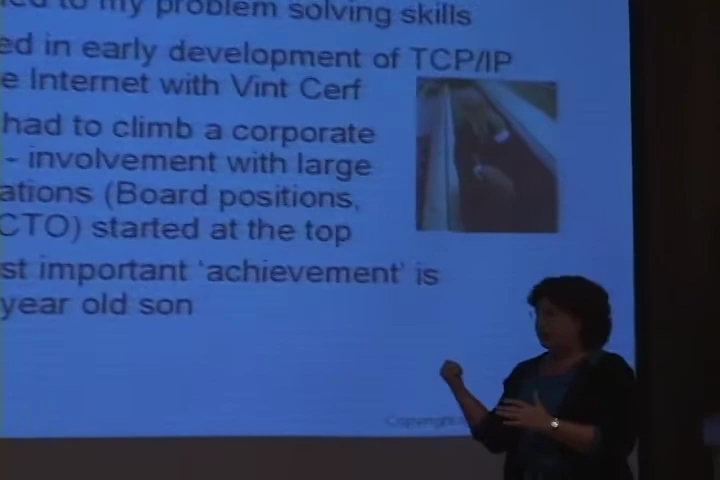 to my problem solving skills
ed in early development of TCP/IP
e Internet with Vint Cerf
had to climb a corporate
- involvement with large
ations (Board positions,
CTO) started at the top
st important ‘achievement’ is
year old son
Copyright